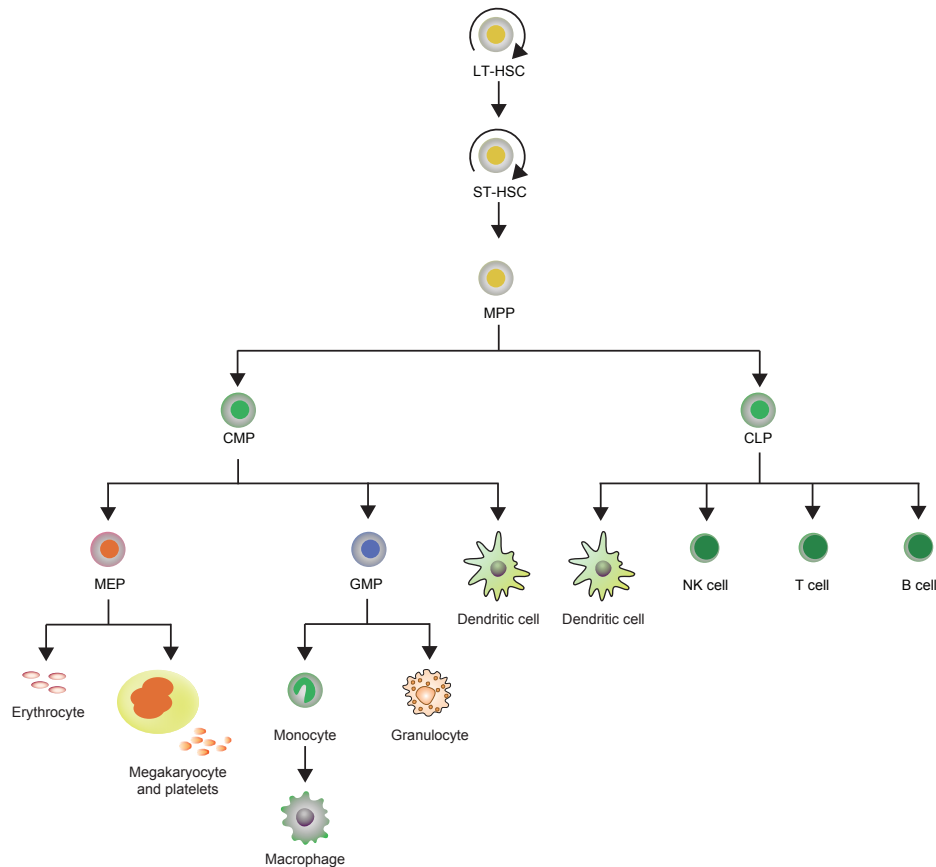 LT-HSC
ST-HSC
MPP
CMP
CLP
MEP
GMP
Dendritic cell
Dendritic cell
NK cell
T cell
B cell
Erythrocyte
Megakaryocyte
and platelets
Monocyte
Granulocyte
Macrophage